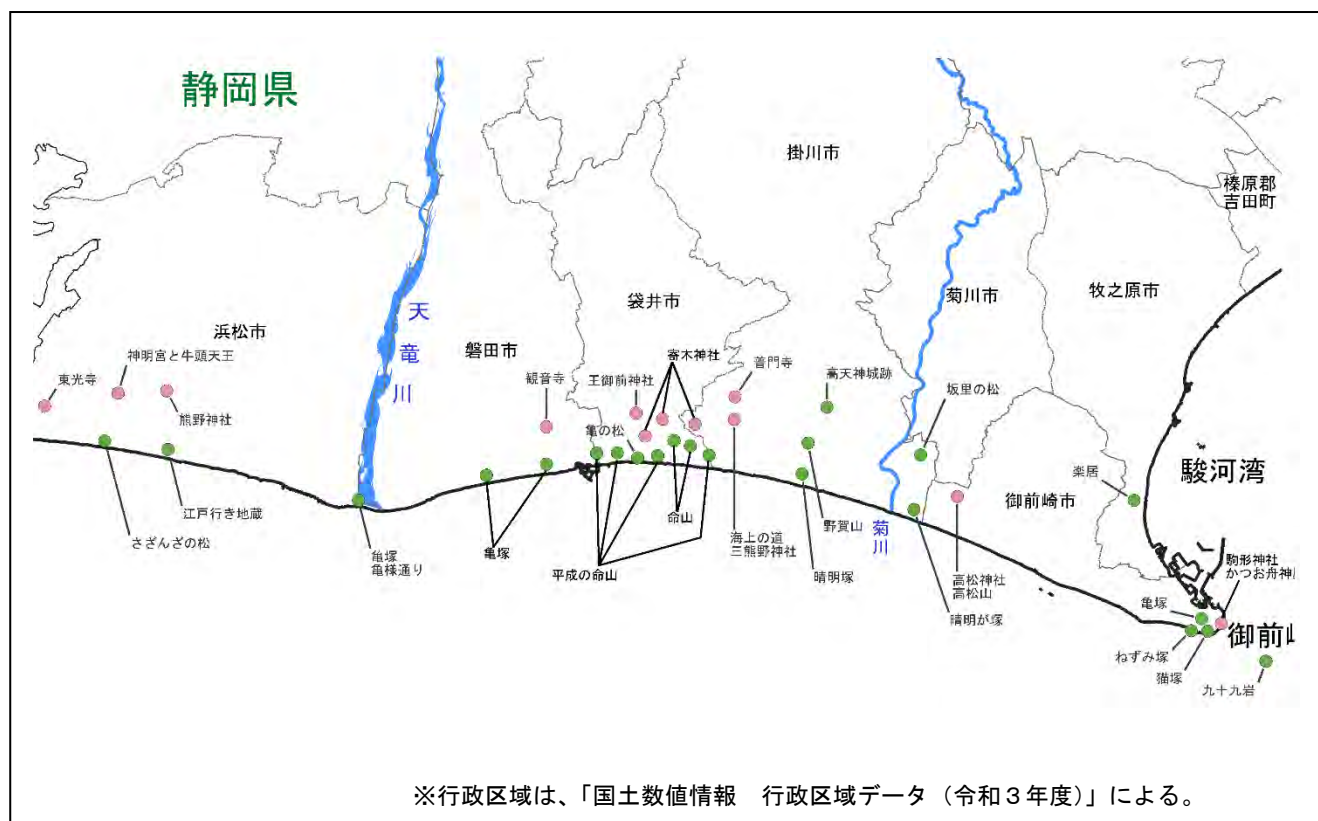 静岡県
掛川市
榛原郡
吉田町
袋井市
菊川市
牧之原市
浜松市
天竜川
磐田市
神明宮と牛頭天王
東光寺
熊野神社
観音寺
王御前神社
寄木神社
普門寺
高天神城跡
坂里の松
亀の松
楽居
駿河湾
御前崎市
さざんざの松
江戸行き地蔵
亀塚
亀様通り
亀塚
平成の命山
命山
海上の道
三熊野神社
野賀山
晴明塚
菊川
高松神社
高松山
晴明が塚
駒形神社
かつお舟神
亀塚
御前
ねずみ塚
猫塚
九十九岩
※行政区域は、「国土数値情報　行政区域データ（令和３年度）」による。